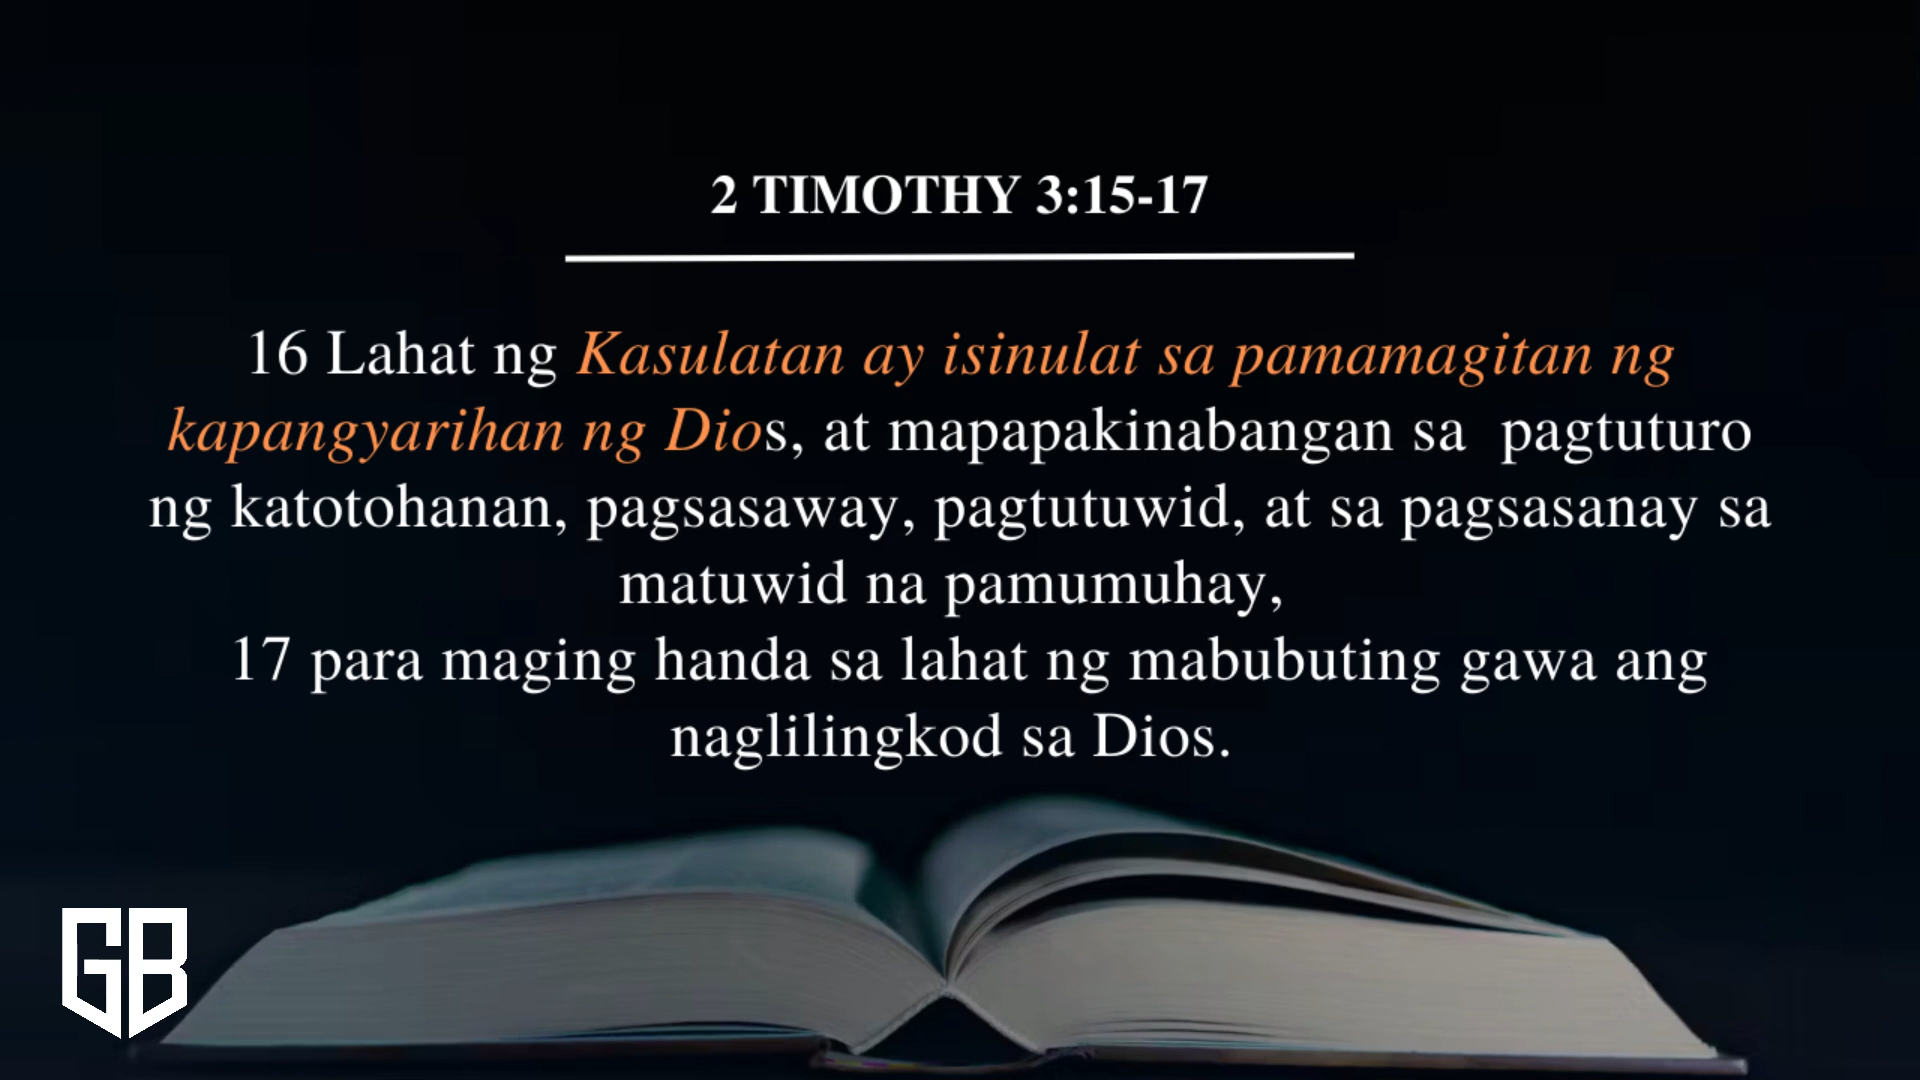 2 TIMOTHY 3:15-17
16 Lahat ng Kasulatan ay isinulat sa pamamagitan ng
kapangyarihan ng Dios, at mapapakinabangan sa  pagtuturo
ng katotohanan, pagsasaway, pagtutuwid, at sa pagsasanay sa
matuwid na pamumuhay,
17 para maging handa sa lahat ng mabubuting gawa ang
naglilingkod sa Dios.
GB